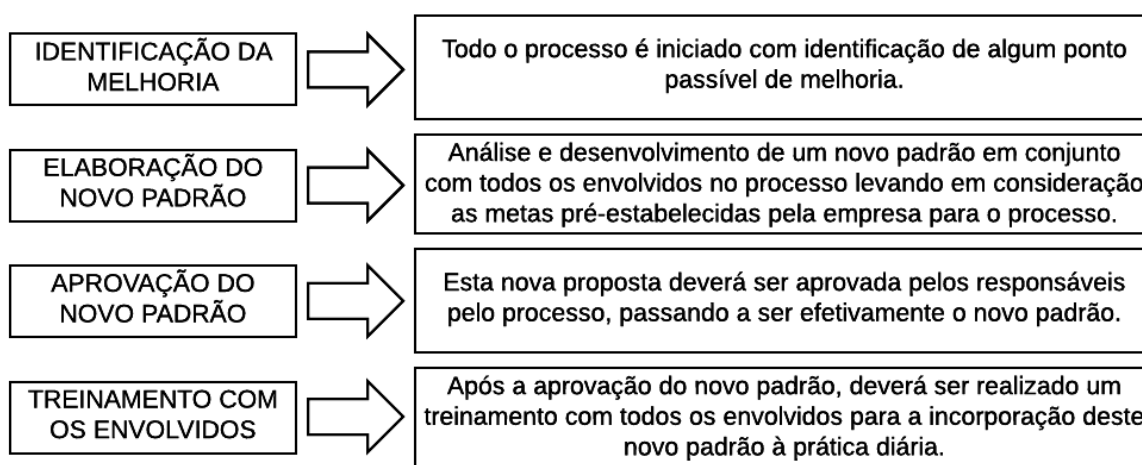 IDENTIFICAÇÃO DA
MELHORIA
Todo o processo é iniciado com identificação de algum ponto
passível de melhoria.
ELABORAÇÃO DO
NOVO PADRÃO
Análise e desenvolvimento de um novo padrão em conjunto
com todos os envolvidos no processo levando em consideração
as metas pré-estabelecidas pela empresa para o processo.
APROVAÇÃO DO
NOVO PADRÃO
Esta nova proposta deverá ser aprovada pelos responsáveis
pelo processo, passando a ser efetivamente o novo padrão.
TREINAMENTO COM
OS ENVOLVIDOS
Após a aprovação do novo padrão, deverá ser realizado um
treinamento com todos os envolvidos para a incorporação deste
novo padrão à prática diária.